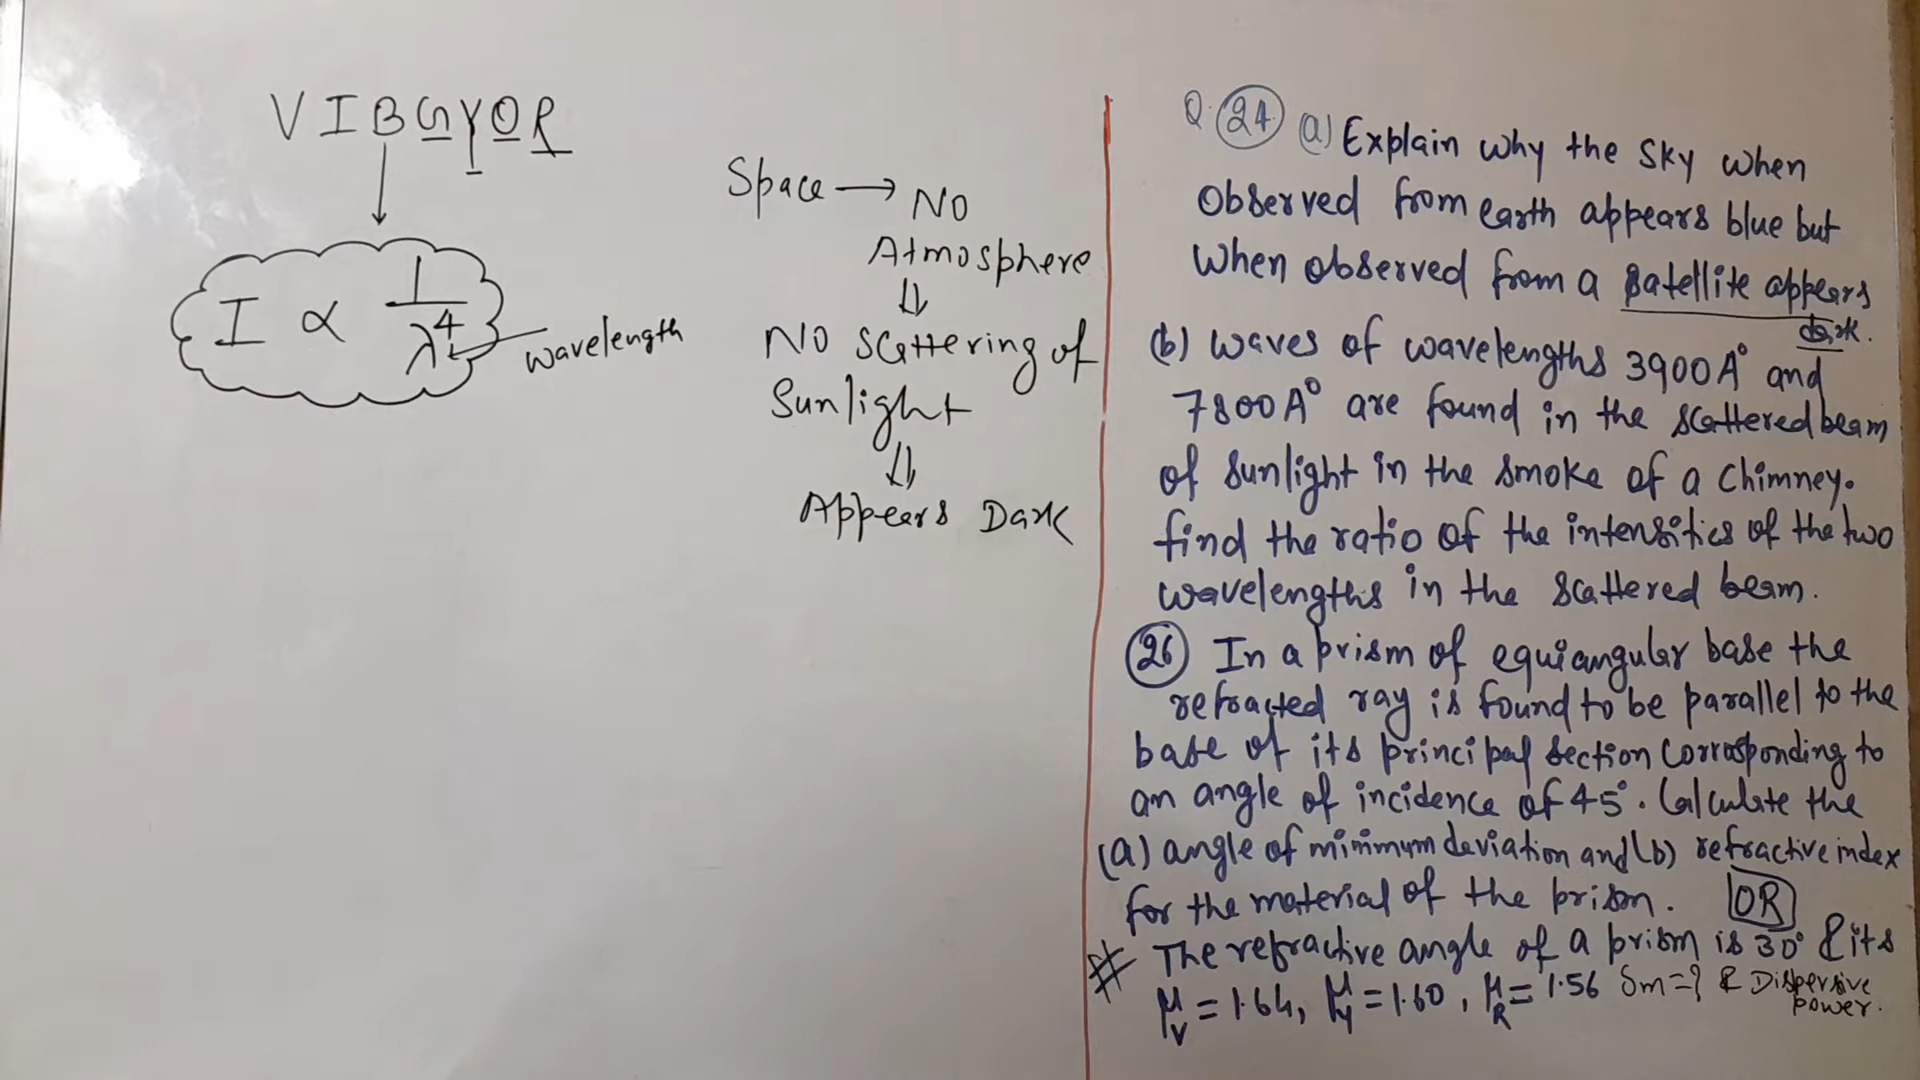 VIBGYOR
I ∝ 1/λ⁴
wavelength
Space → NO
Atmosphere
⇓
NO Scattering of
Sunlight
⇓
Appears Dark
Q. 24 (a) Explain why the sky when
observed from earth appears blue but
when observed from a satellite appears
dark.
(b) waves of wavelengths 3900 A° and
7800 A° are found in the scattered beam
of sunlight in the smoke of a chimney.
find the ratio of the intensities of the two
wavelengths in the scattered beam.
26 In a prism of equiangular base the
refracted ray is found to be parallel to the
base of its principal section corrosponding to
an angle of incidence of 45°. Calculate the
(a) angle of minimum deviation and (b) refractive index
for the material of the prism. OR
# The refractive angle of a prism is 30° & its
μV = 1.64, μY = 1.60, μR = 1.56 δm = ? & Dispersive
power.